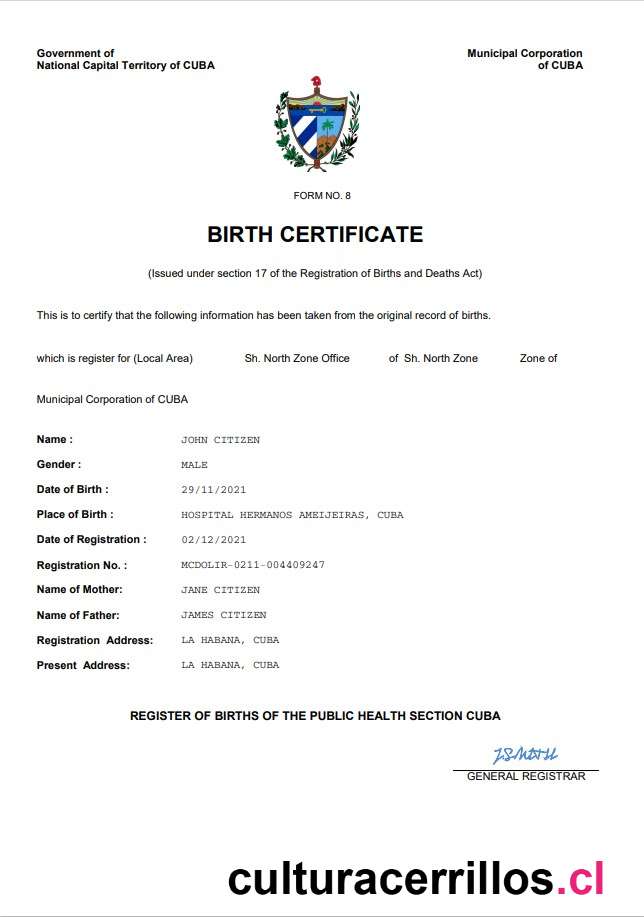 Government of
National Capital Territory of CUBA
Municipal Corporation
of CUBA
FORM NO. 8
BIRTH CERTIFICATE
(Issued under section 17 of the Registration of Births and Deaths Act)
This is to certify that the following information has been taken from the original record of births.
which is register for (Local Area) Sh. North Zone Office of Sh. North Zone Zone of
Municipal Corporation of CUBA
Name : JOHN CITIZEN
Gender : MALE
Date of Birth : 29/11/2021
Place of Birth : HOSPITAL HERMANOS AMEIJEIRAS, CUBA
Date of Registration : 02/12/2021
Registration No. : MCDOLIR-0211-004409247
Name of Mother: JANE CITIZEN
Name of Father: JAMES CITIZEN
Registration Address: LA HABANA, CUBA
Present Address: LA HABANA, CUBA
REGISTER OF BIRTHS OF THE PUBLIC HEALTH SECTION CUBA
GENERAL REGISTRAR
culturacerrillos.cl